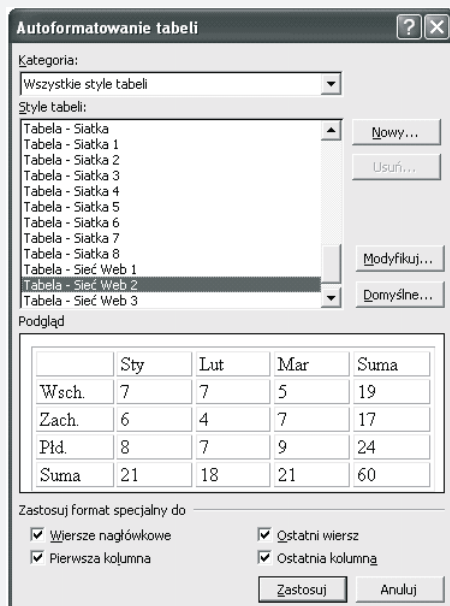 Autoformatowanie tabeli
Kategoria:
Wszystkie style tabeli
Style tabeli:
Tabela - Siatka
Tabela - Siatka 1
Tabela - Siatka 2
Tabela - Siatka 3
Tabela - Siatka 4
Tabela - Siatka 5
Tabela - Siatka 6
Tabela - Siatka 7
Tabela - Siatka 8
Tabela - Sieć Web 1
Tabela - Sieć Web 2
Tabela - Sieć Web 3
Nowy...
Usuń...
Modyfikuj...
Domyślne...
Podgląd
Sty Lut Mar Suma
Wsch. 7 7 5 19
Zach. 6 4 7 17
Płd. 8 7 9 24
Suma 21 18 21 60
Zastosuj format specjalny do
Wiersze nagłówkowe Ostatni wiersz
Pierwsza kolumna Ostatnia kolumna
Zastosuj Anuluj